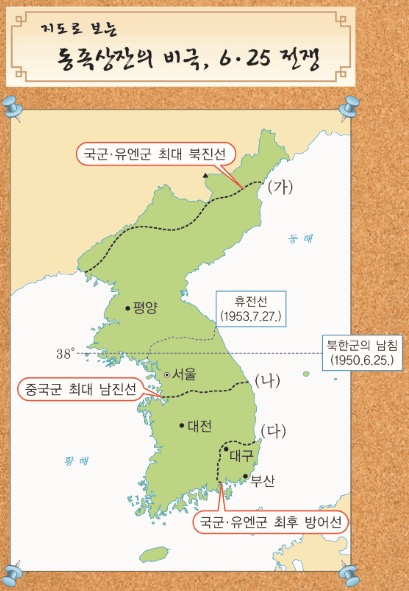 지도로 보는
동족상잔의 비극, 6·25 전쟁
국군·유엔군 최대 북진선
(가)
동 해
평양
휴전선
(1953.7.27.)
38°
북한군의 남침
(1950.6.25.)
서울
중국군 최대 남진선
(나)
대전
(다)
대구
황 해
부산
국군·유엔군 최후 방어선